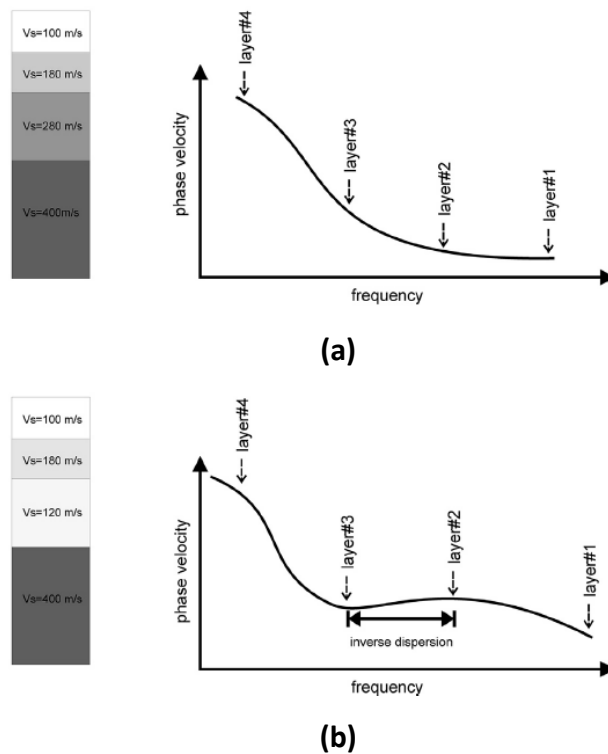 Vs=100 m/s
Vs=180 m/s
Vs=280 m/s
Vs=400m/s
phase velocity
layer#4
layer#3
layer#2
layer#1
frequency
(a)
Vs=100 m/s
Vs=180 m/s
Vs=120 m/s
Vs=400 m/s
phase velocity
layer#4
layer#3
layer#2
layer#1
inverse dispersion
frequency
(b)